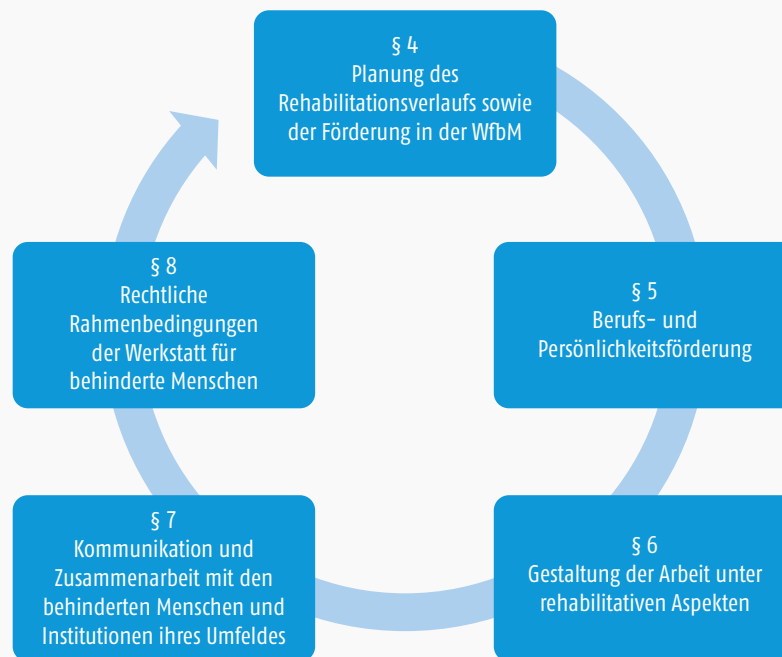 § 4
Planung des
Rehabilitationsverlaufs sowie
der Förderung in der WfbM
§ 5
Berufs– und
Persönlichkeitsförderung
§ 6
Gestaltung der Arbeit unter
rehabilitativen Aspekten
§ 7
Kommunikation und
Zusammenarbeit mit den
behinderten Menschen und
Institutionen ihres Umfeldes
§ 8
Rechtliche
Rahmenbedingungen
der Werkstatt für
behinderte Menschen